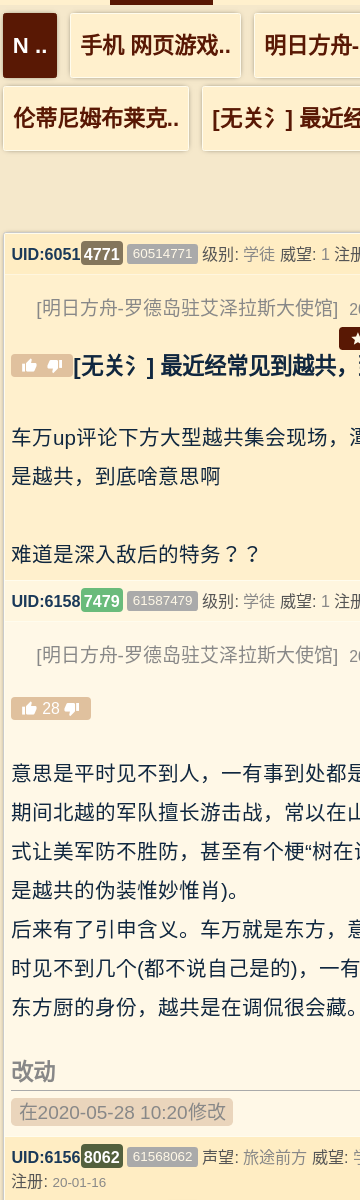 N ..
手机 网页游戏..
明日方舟-
伦蒂尼姆布莱克..
[无关氵] 最近经
UID:60514771 60514771 级别: 学徒 威望: 1 注册
[明日方舟-罗德岛驻艾泽拉斯大使馆] 20
[无关氵] 最近经常见到越共，
车万up评论下方大型越共集会现场，潭
是越共，到底啥意思啊
难道是深入敌后的特务？？
UID:61587479 61587479 级别: 学徒 威望: 1 注册
[明日方舟-罗德岛驻艾泽拉斯大使馆] 20
28
意思是平时见不到人，一有事到处都是
期间北越的军队擅长游击战，常以在山
式让美军防不胜防，甚至有个梗“树在说
是越共的伪装惟妙惟肖)。
后来有了引申含义。车万就是东方，意
时见不到几个(都不说自己是的)，一有
东方厨的身份，越共是在调侃很会藏。
改动
在2020-05-28 10:20修改
UID:61568062 61568062 声望: 旅途前方 威望: 学
注册: 20-01-16